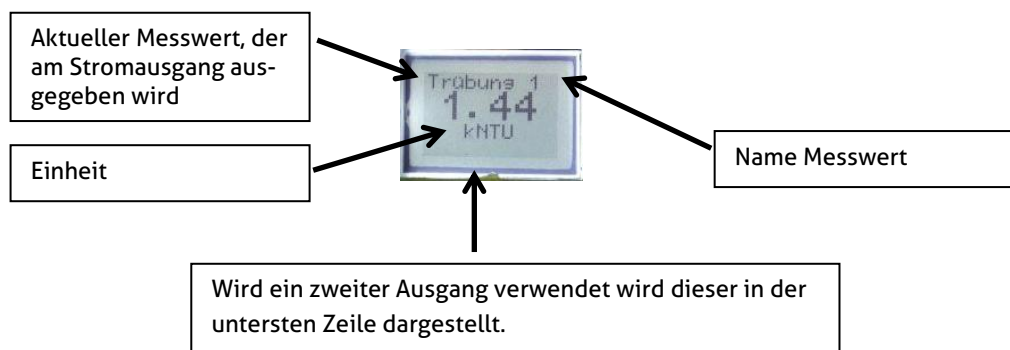 Aktueller Messwert, der
am Stromausgang aus-
gegeben wird
Trübung 1
1.44
kNTU
Einheit
Name Messwert
Wird ein zweiter Ausgang verwendet wird dieser in der
untersten Zeile dargestellt.